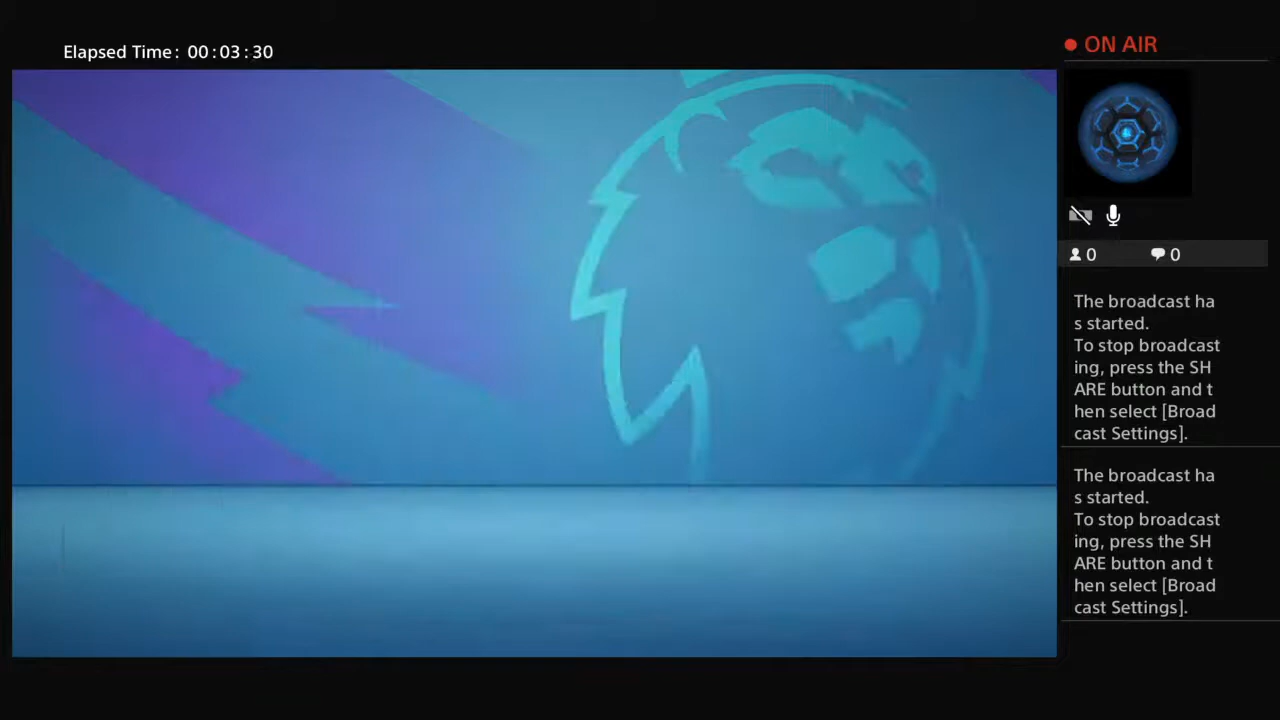 Elapsed Time: 00:03:30
ON AIR
0 0
The broadcast ha
s started.
To stop broadcast
ing, press the SH
ARE button and t
hen select [Broad
cast Settings].
The broadcast ha
s started.
To stop broadcast
ing, press the SH
ARE button and t
hen select [Broad
cast Settings].